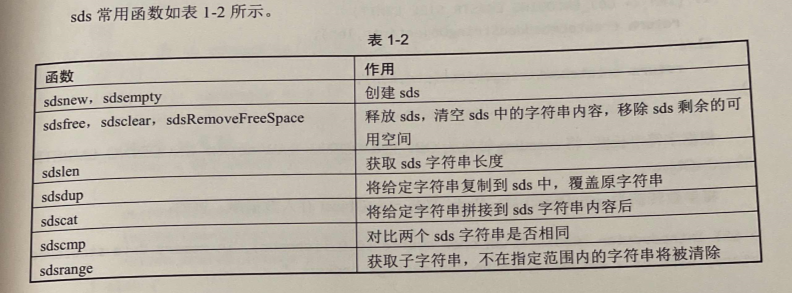 sds 常用函数如表 1-2 所示。
表 1-2
函数 作用
sdsnew，sdsempty 创建 sds
sdsfree，sdsclear，sdsRemoveFreeSpace 释放 sds，清空 sds 中的字符串内容，移除 sds 剩余的可
用空间
sdslen 获取 sds 字符串长度
sdsdup 将给定字符串复制到 sds 中，覆盖原字符串
sdscat 将给定字符串拼接到 sds 字符串内容后
sdscmp 对比两个 sds 字符串是否相同
sdsrange 获取子字符串，不在指定范围内的字符串将被清除